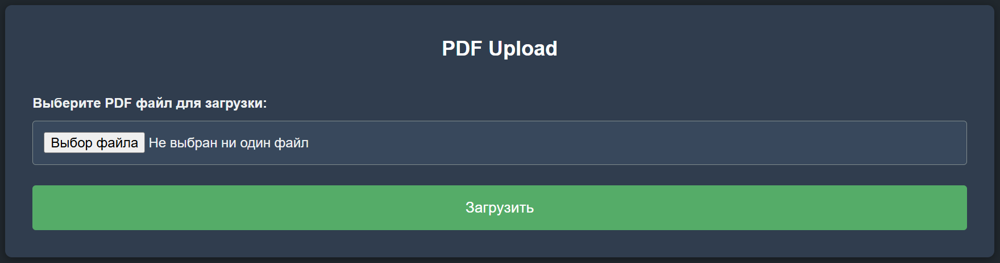 PDF Upload
Выберите PDF файл для загрузки:
Выбор файла Не выбран ни один файл
Загрузить